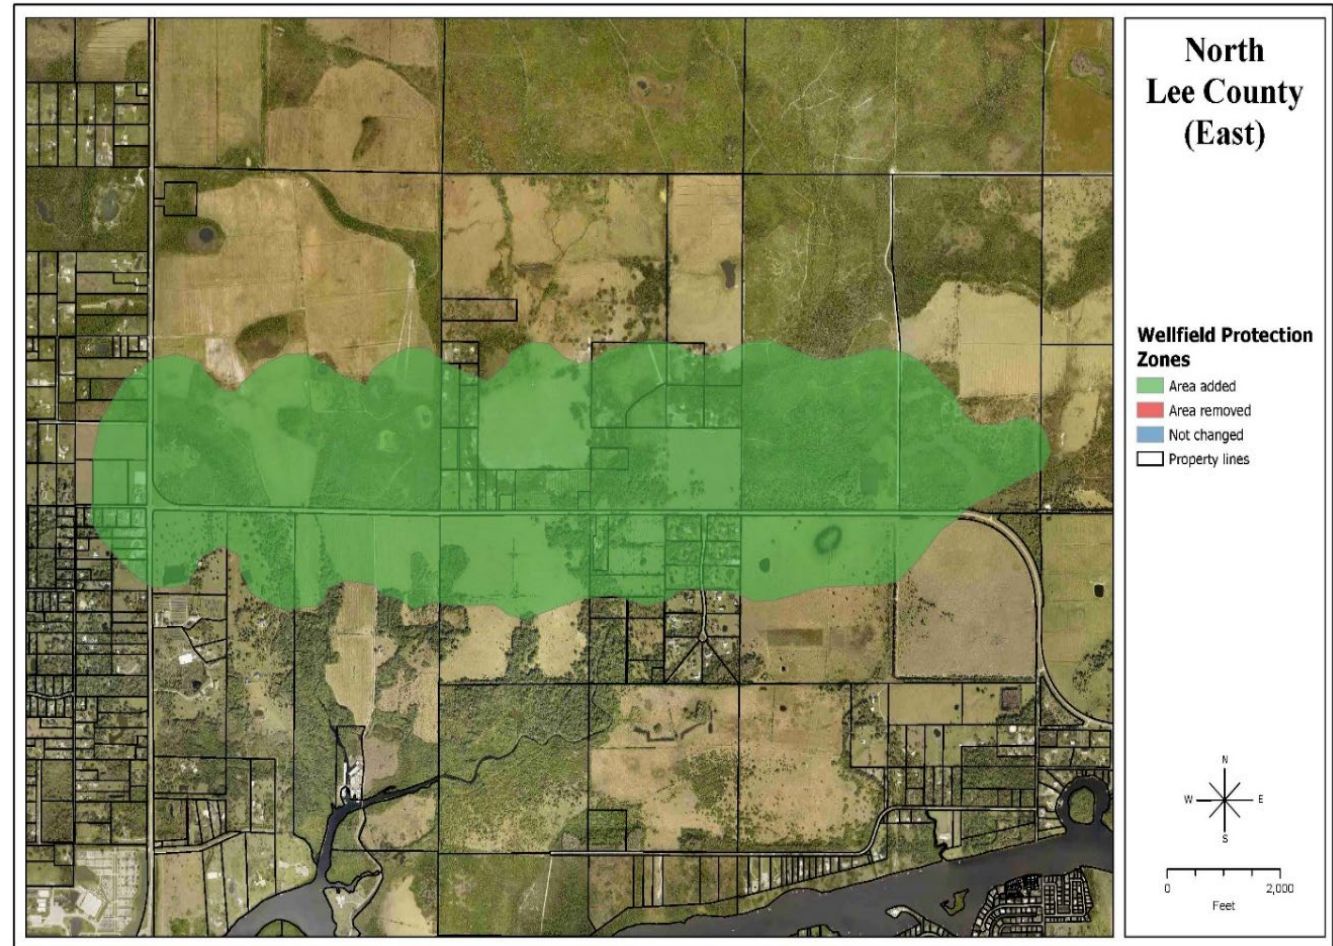 North
Lee County
(East)
Wellfield Protection
Zones
Area added
Area removed
Not changed
Property lines
N
W E
S
0 2,000
Feet